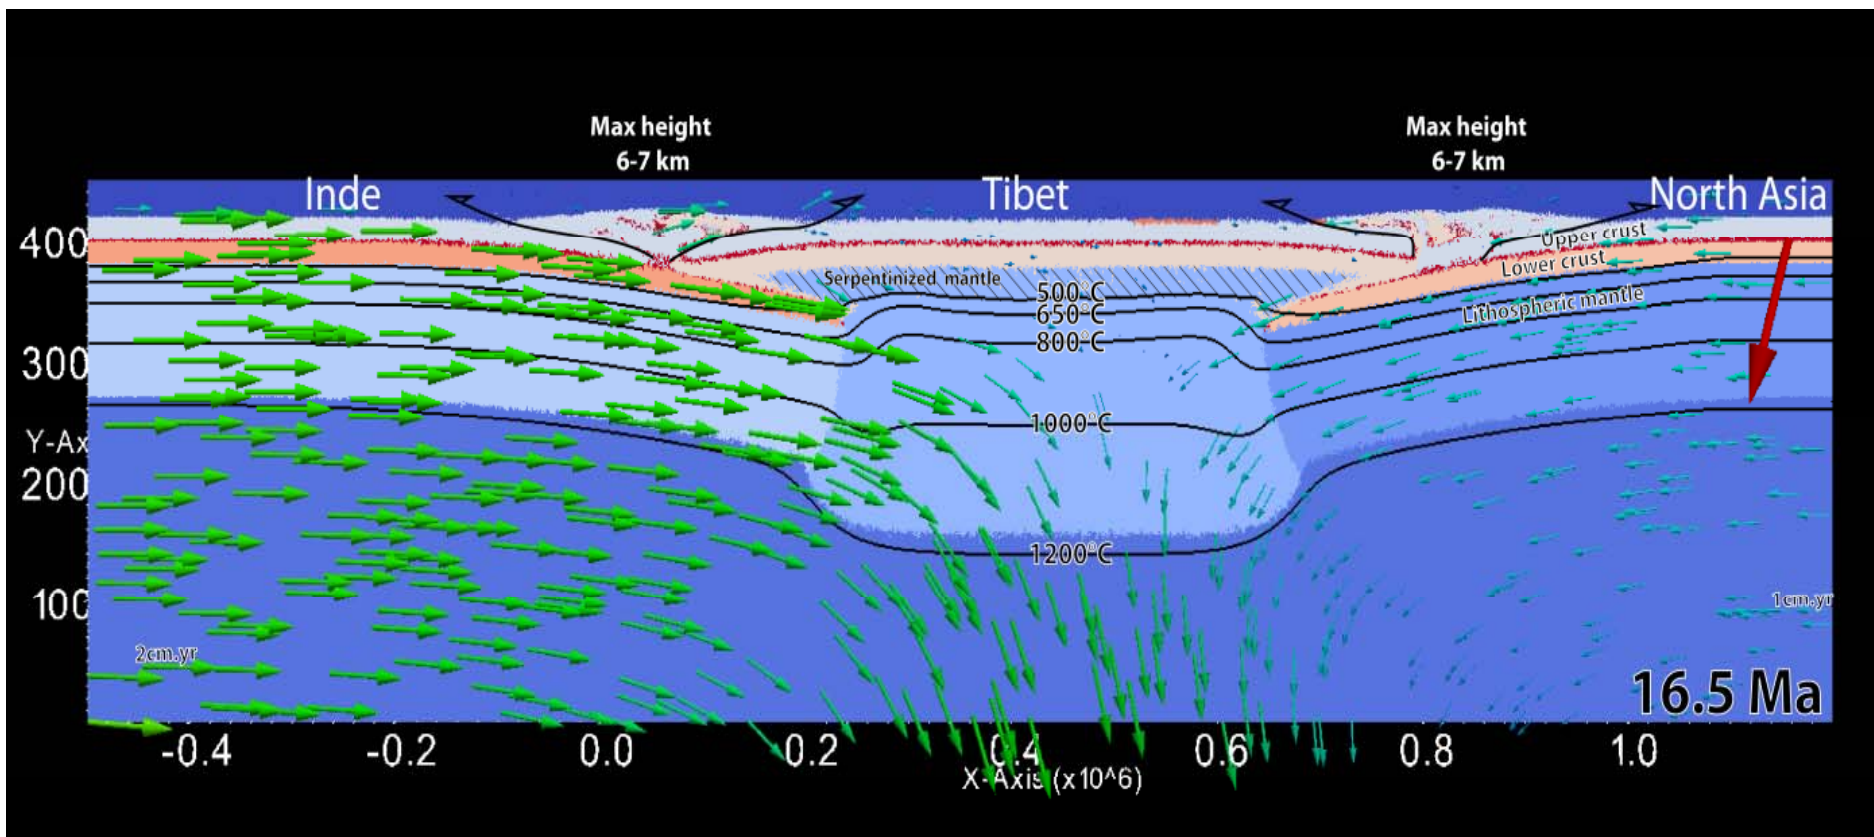 Max height
6-7 km
Max height
6-7 km
Inde
Tibet
North Asia
400
Upper crust
Lower crust
Serpentinized mantle
500°C
650°C
Lithospheric mantle
800°C
300
1000°C
Y-Ax
200
1200°C
100
1cm.yr
2cm.yr
16.5 Ma
-0.4
-0.2
0.0
0.2
0.4
0.6
0.8
1.0
X-Axis (x10^6)